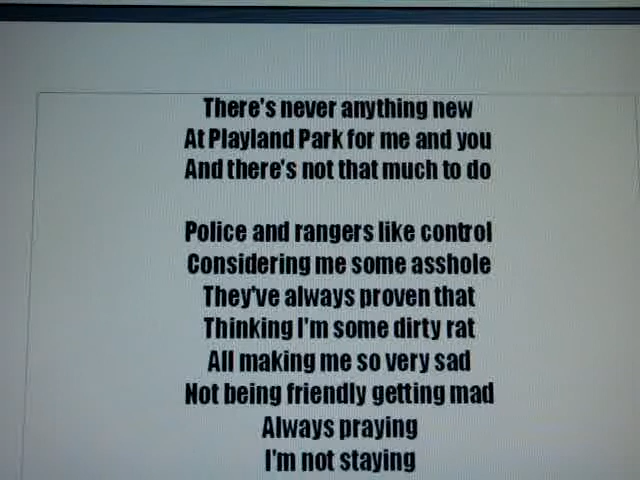 There's never anything new
At Playland Park for me and you
And there's not that much to do
Police and rangers like control
Considering me some asshole
They've always proven that
Thinking I'm some dirty rat
All making me so very sad
Not being friendly getting mad
Always praying
I'm not staying